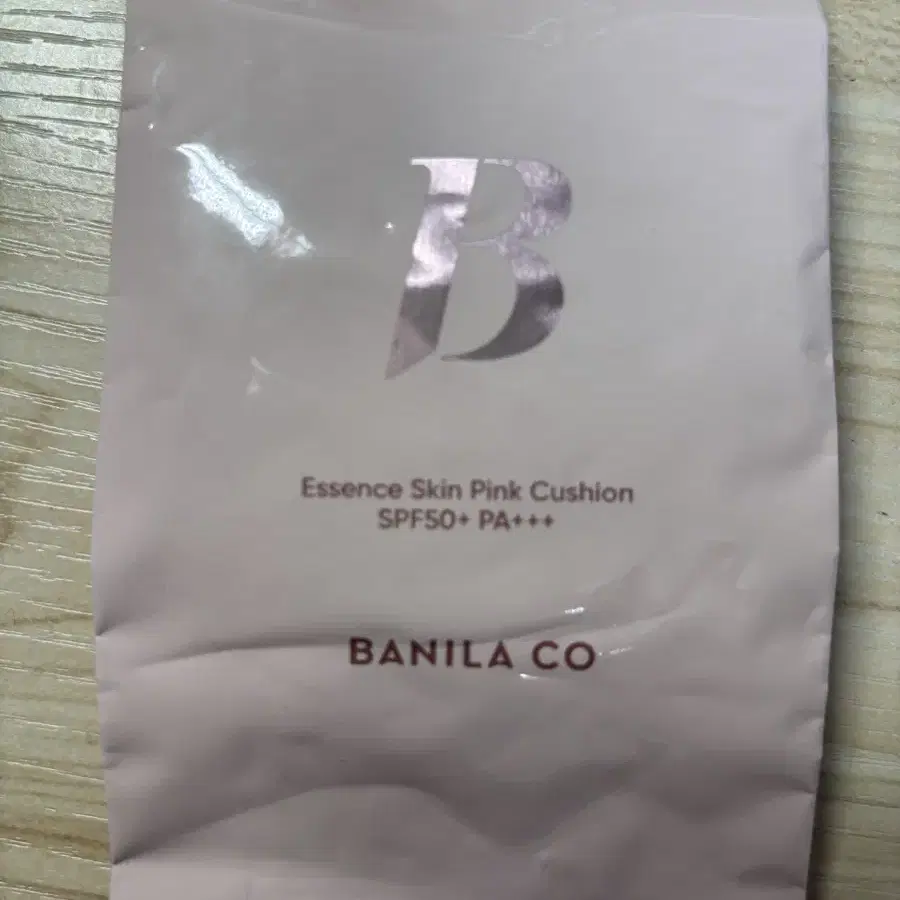 B
Essence Skin Pink Cushion
SPF50+ PA+++
BANILA CO